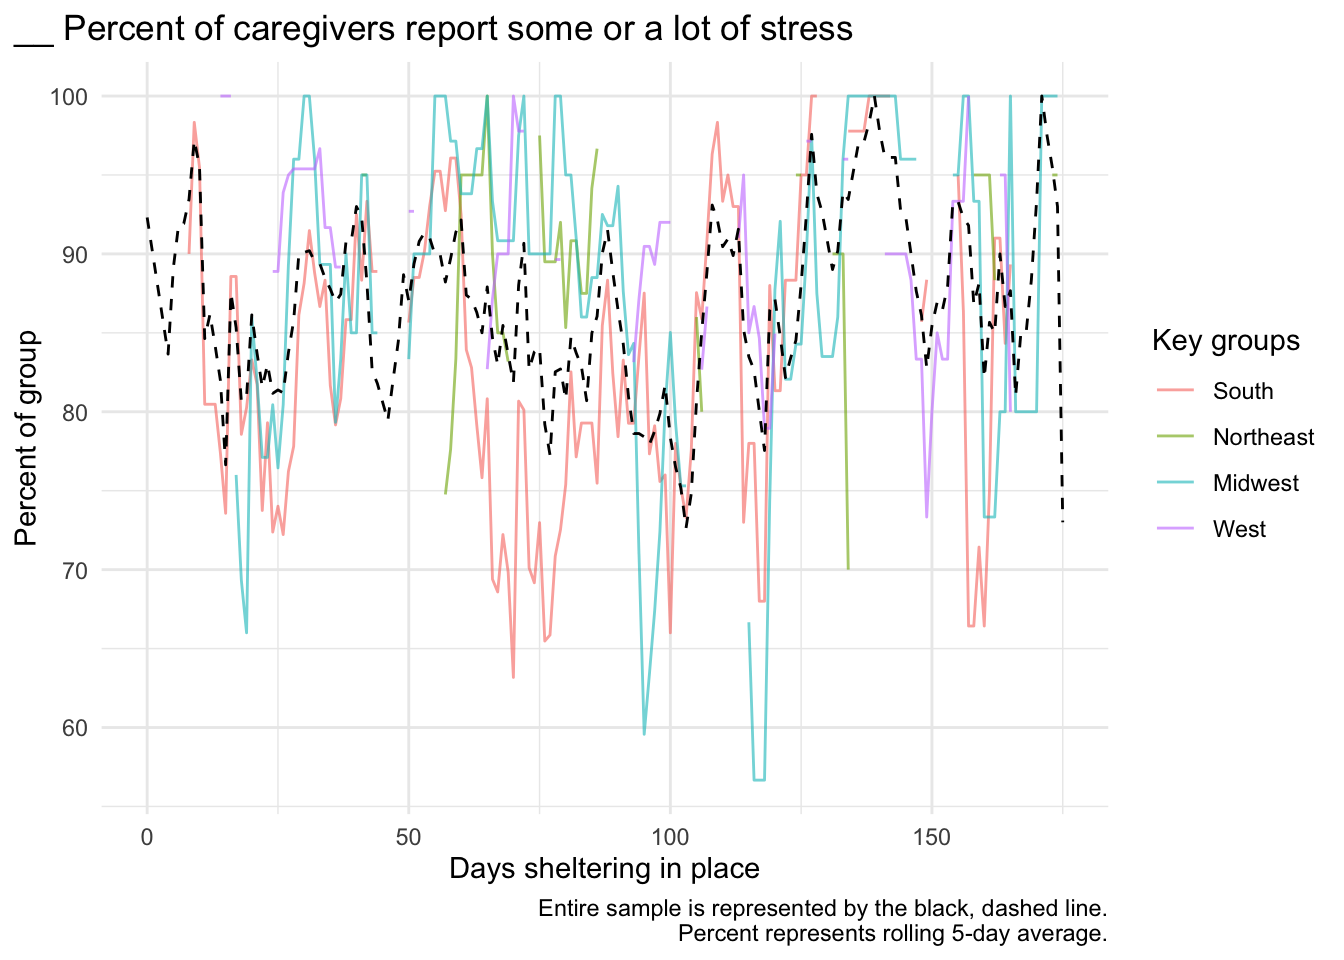 __ Percent of caregivers report some or a lot of stress
100
90
80
70
60
Percent of group
0
50
100
150
Days sheltering in place
Key groups
South
Northeast
Midwest
West
Entire sample is represented by the black, dashed line.
Percent represents rolling 5-day average.